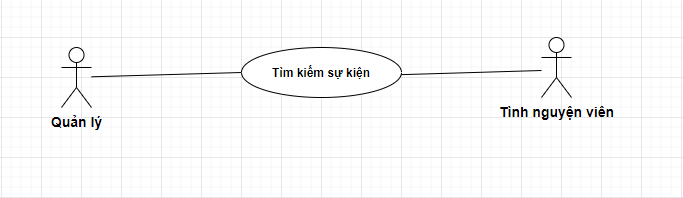 Tìm kiếm sự kiện
Quản lý
Tình nguyện viên